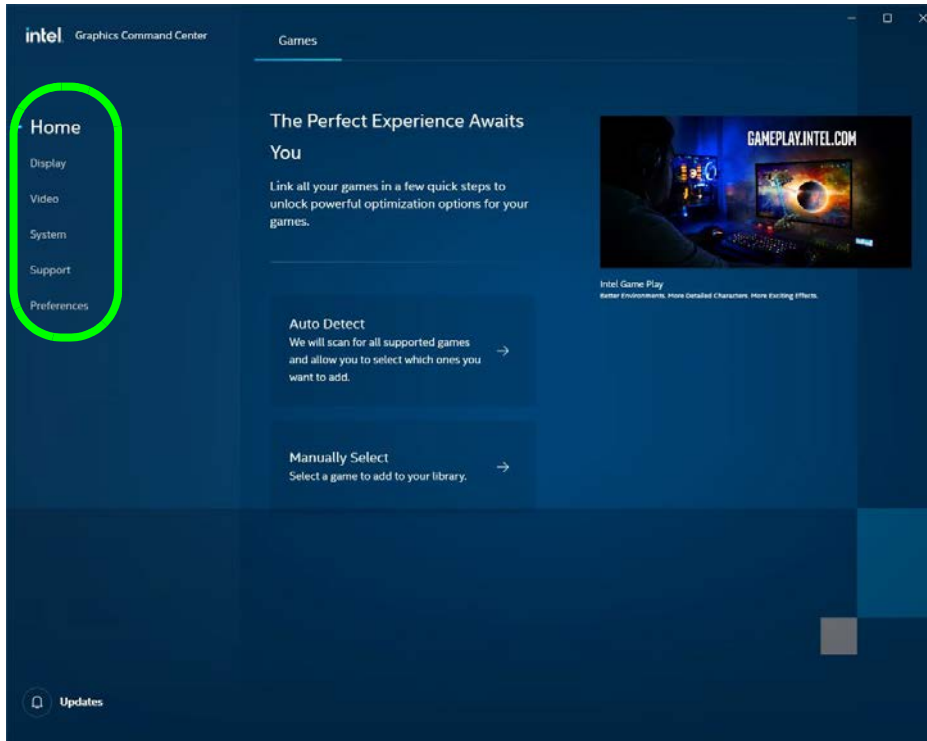 intel. Graphics Command Center
Games
Home
Display
Video
System
Support
Preferences
The Perfect Experience Awaits
You
Link all your games in a few quick steps to
unlock powerful optimization options for your
games.
Auto Detect
We will scan for all supported games
and allow you to select which ones you
want to add.
Manually Select
Select a game to add to your library.
GAMEPLAY.INTEL.COM
Intel Game Play
Better Environments. More Detailed Characters. More Exciting Effects.
Updates